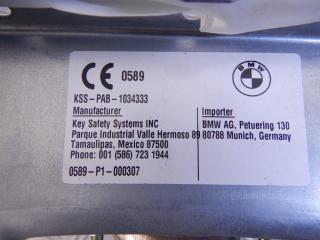 CE 0589
BMW
KSS-PAB-1034333
Manufacturer Importer
Key Safety Systems INC BMW AG, Petuering 130
Parque Industrial Valle Hermoso 89 80788 Munich, Germany
Tamaulipas, Mexico 87500
Phone: 001 (586) 723 1944
0589-P1-000307